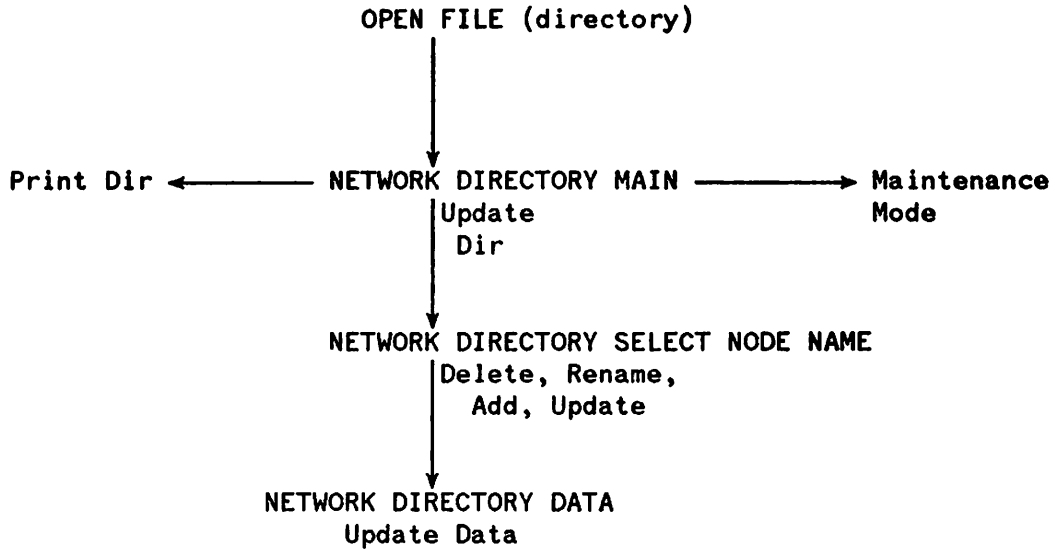 OPEN FILE (directory)
Print Dir
NETWORK DIRECTORY MAIN
Maintenance
Mode
Update
Dir
NETWORK DIRECTORY SELECT NODE NAME
Delete, Rename,
Add, Update
NETWORK DIRECTORY DATA
Update Data